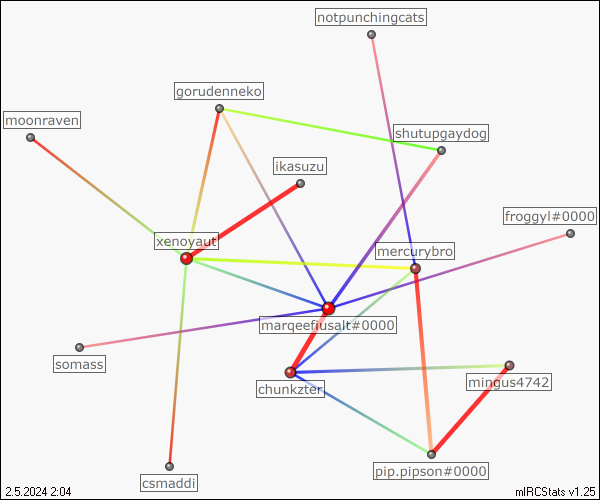 notpunchingcats
gorudenneko
moonraven
shutupgaydog
ikasuzu
froggyl#0000
xenoyaut
mercurybro
marqeefiusalt#0000
somass
chunkzter
mingus4742
pip.pipson#0000
csmaddi
2.5.2024 2:04
mIRCStats v1.25